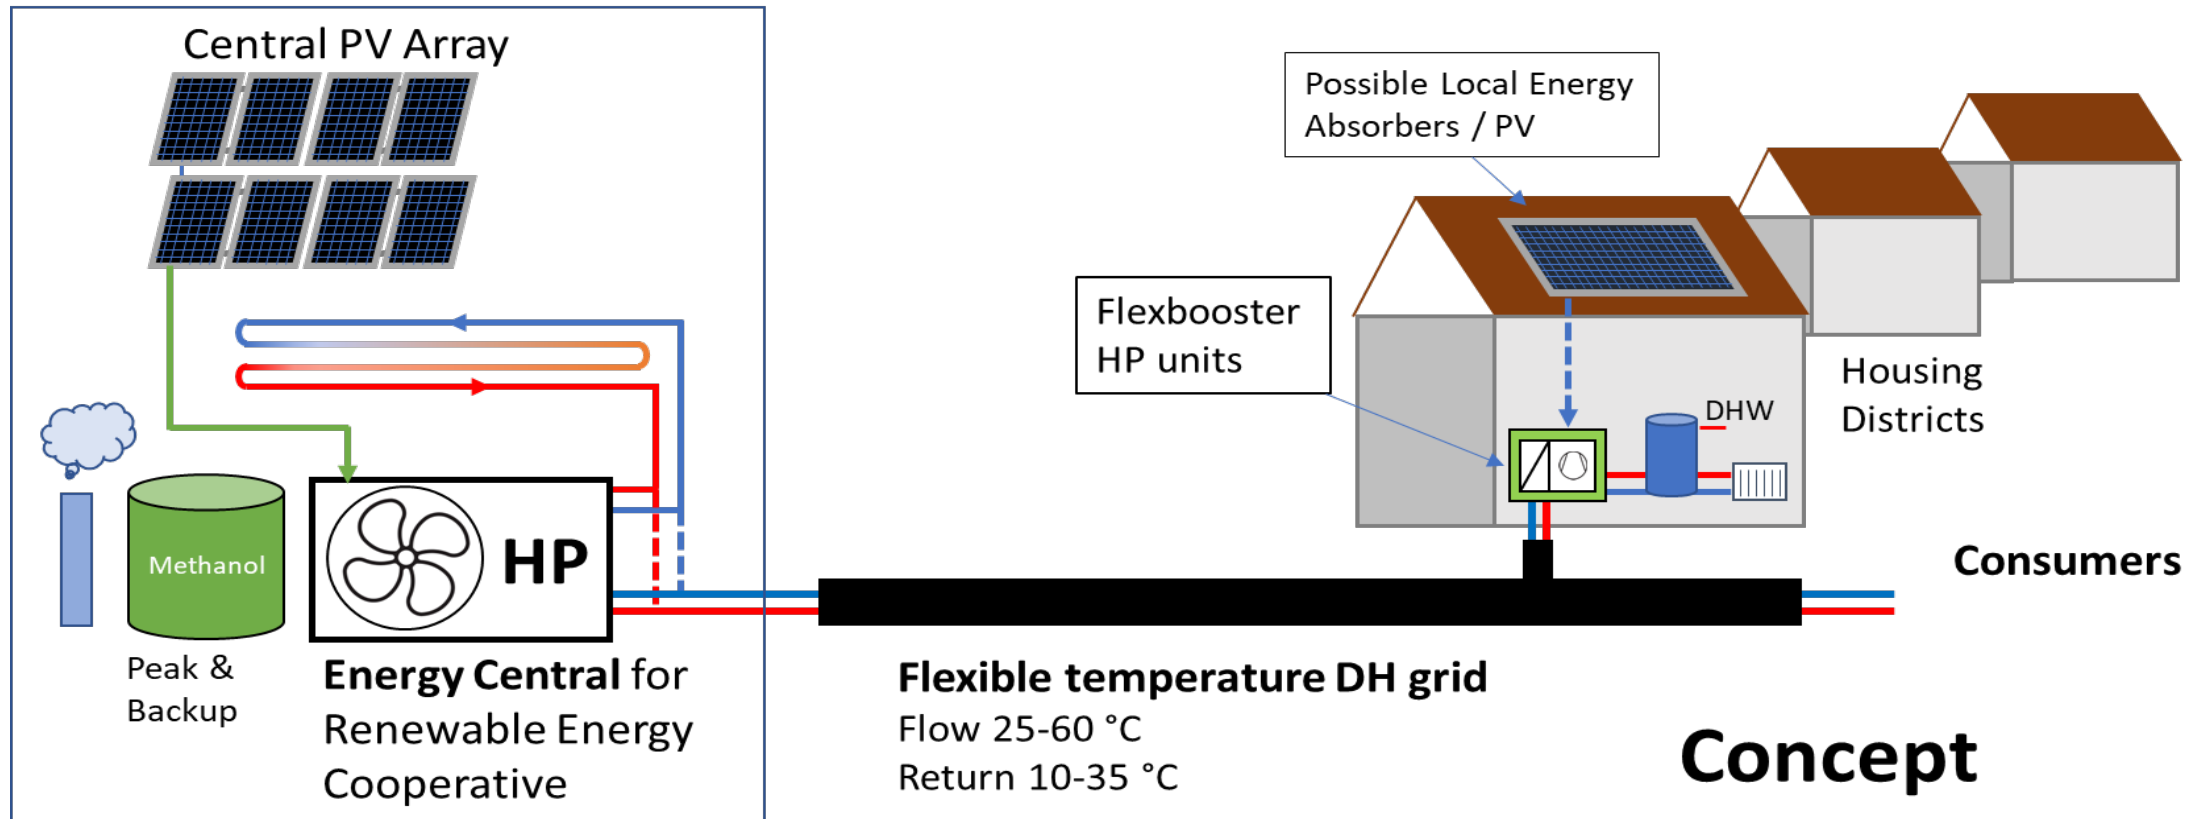 Central PV Array
Possible Local Energy
Absorbers / PV
Flexbooster
HP units
Housing
Districts
DHW
Methanol
HP
Consumers
Peak &
Backup
Energy Central for
Renewable Energy
Cooperative
Flexible temperature DH grid
Flow 25-60 °C
Return 10-35 °C
Concept